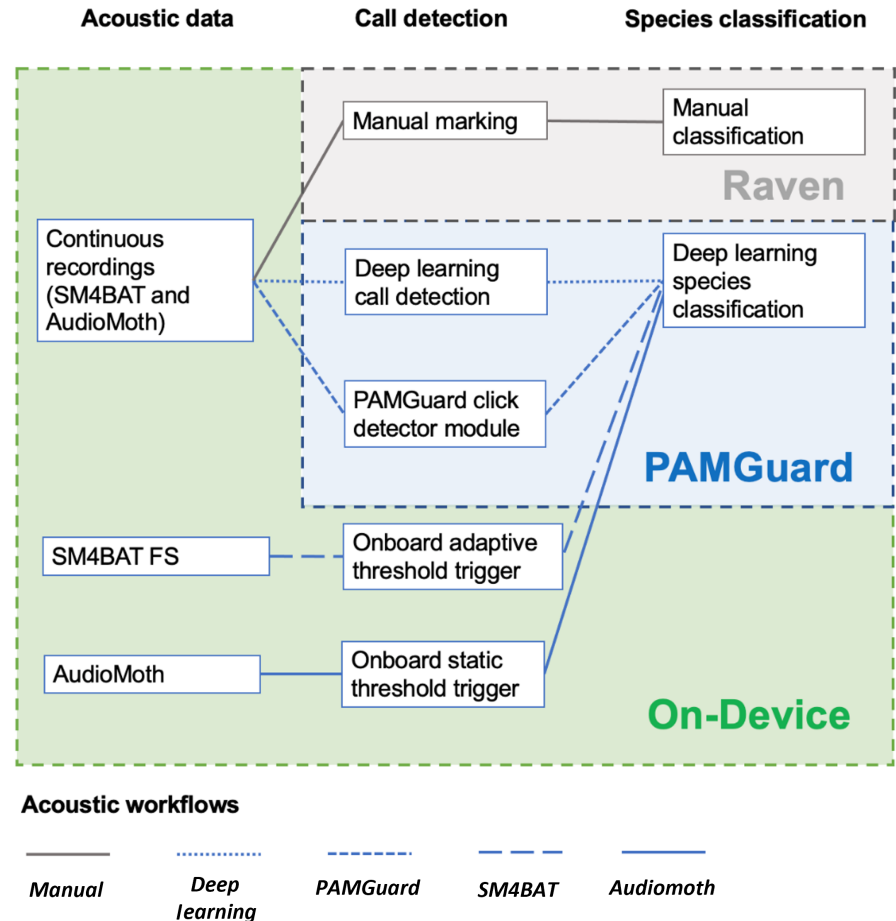 Acoustic data
Call detection
Species classification
Manual marking
Manual
classification
Raven
Continuous
recordings
(SM4BAT and
AudioMoth)
Deep learning
call detection
Deep learning
species
classification
PAMGuard click
detector module
PAMGuard
SM4BAT FS
Onboard adaptive
threshold trigger
AudioMoth
Onboard static
threshold trigger
On-Device
Acoustic workflows
Manual
Deep
learning
PAMGuard
SM4BAT
Audiomoth